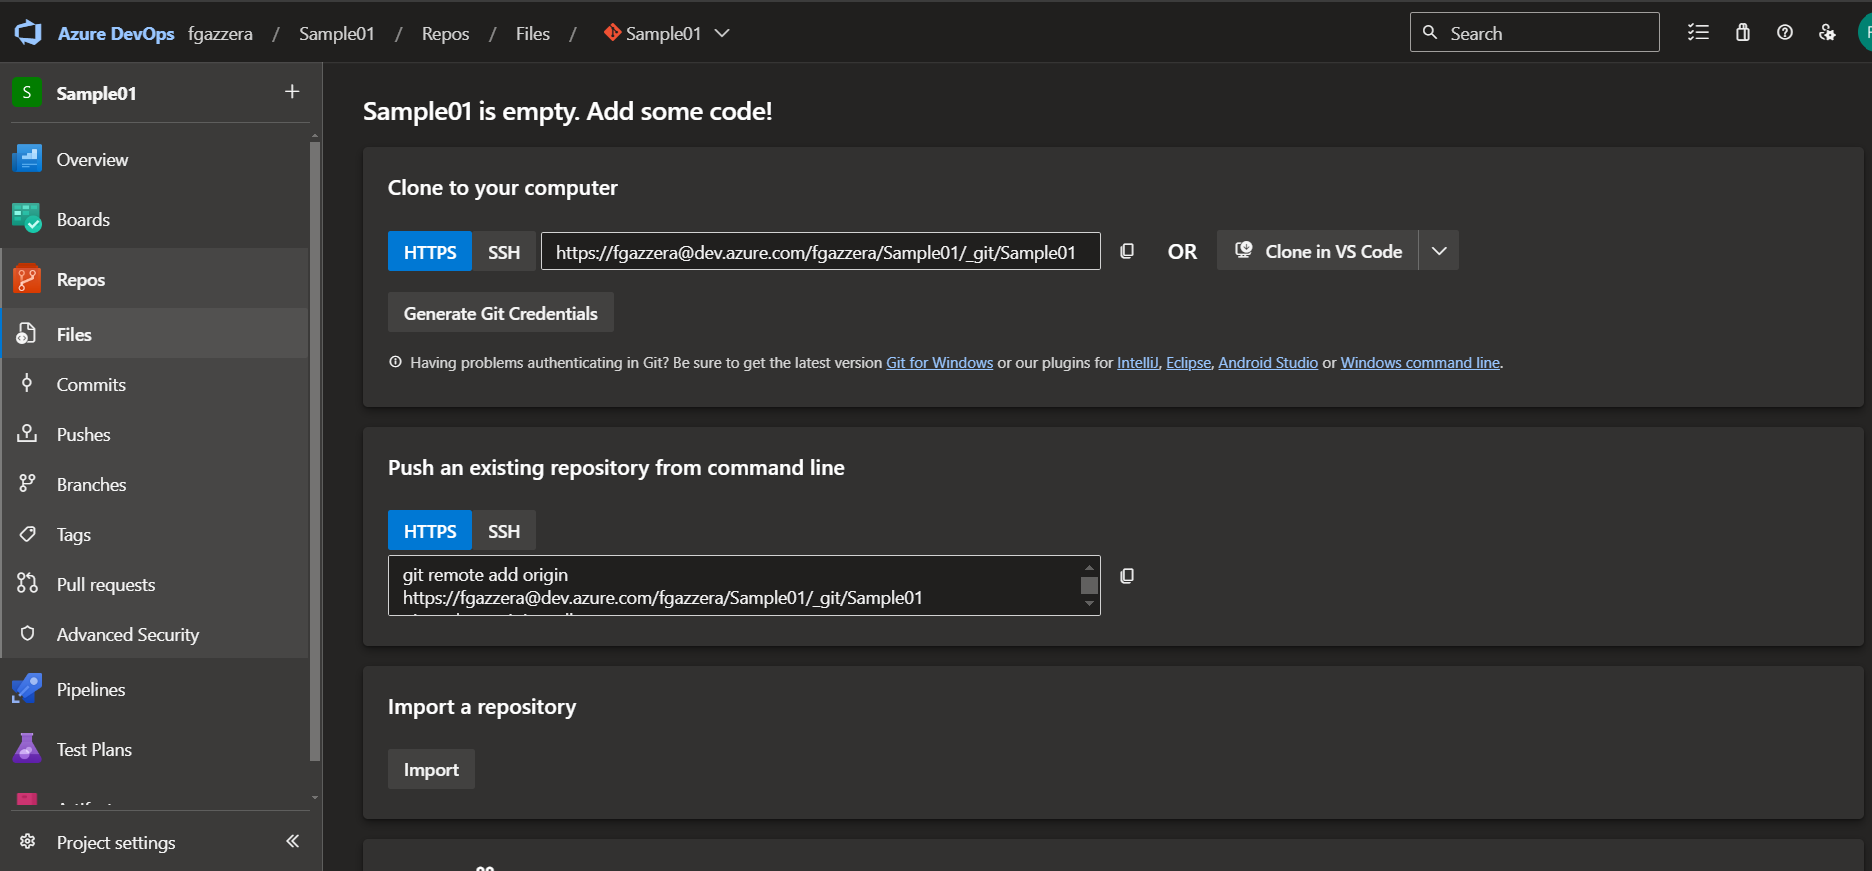 Azure DevOps fgazzera / Sample01 / Repos / Files / Sample01
Search
S Sample01
Overview
Boards
Repos
Files
Commits
Pushes
Branches
Tags
Pull requests
Advanced Security
Pipelines
Test Plans
Project settings
Sample01 is empty. Add some code!
Clone to your computer
HTTPS SSH https://fgazzera@dev.azure.com/fgazzera/Sample01/_git/Sample01 OR Clone in VS Code
Generate Git Credentials
Having problems authenticating in Git? Be sure to get the latest version Git for Windows or our plugins for IntelliJ, Eclipse, Android Studio or Windows command line.
Push an existing repository from command line
HTTPS SSH
git remote add origin
https://fgazzera@dev.azure.com/fgazzera/Sample01/_git/Sample01
Import a repository
Import